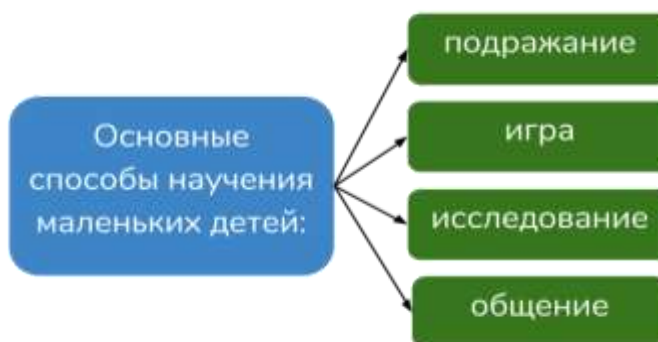 Основные
способы научения
маленьких детей:
подражание
игра
исследование
общение